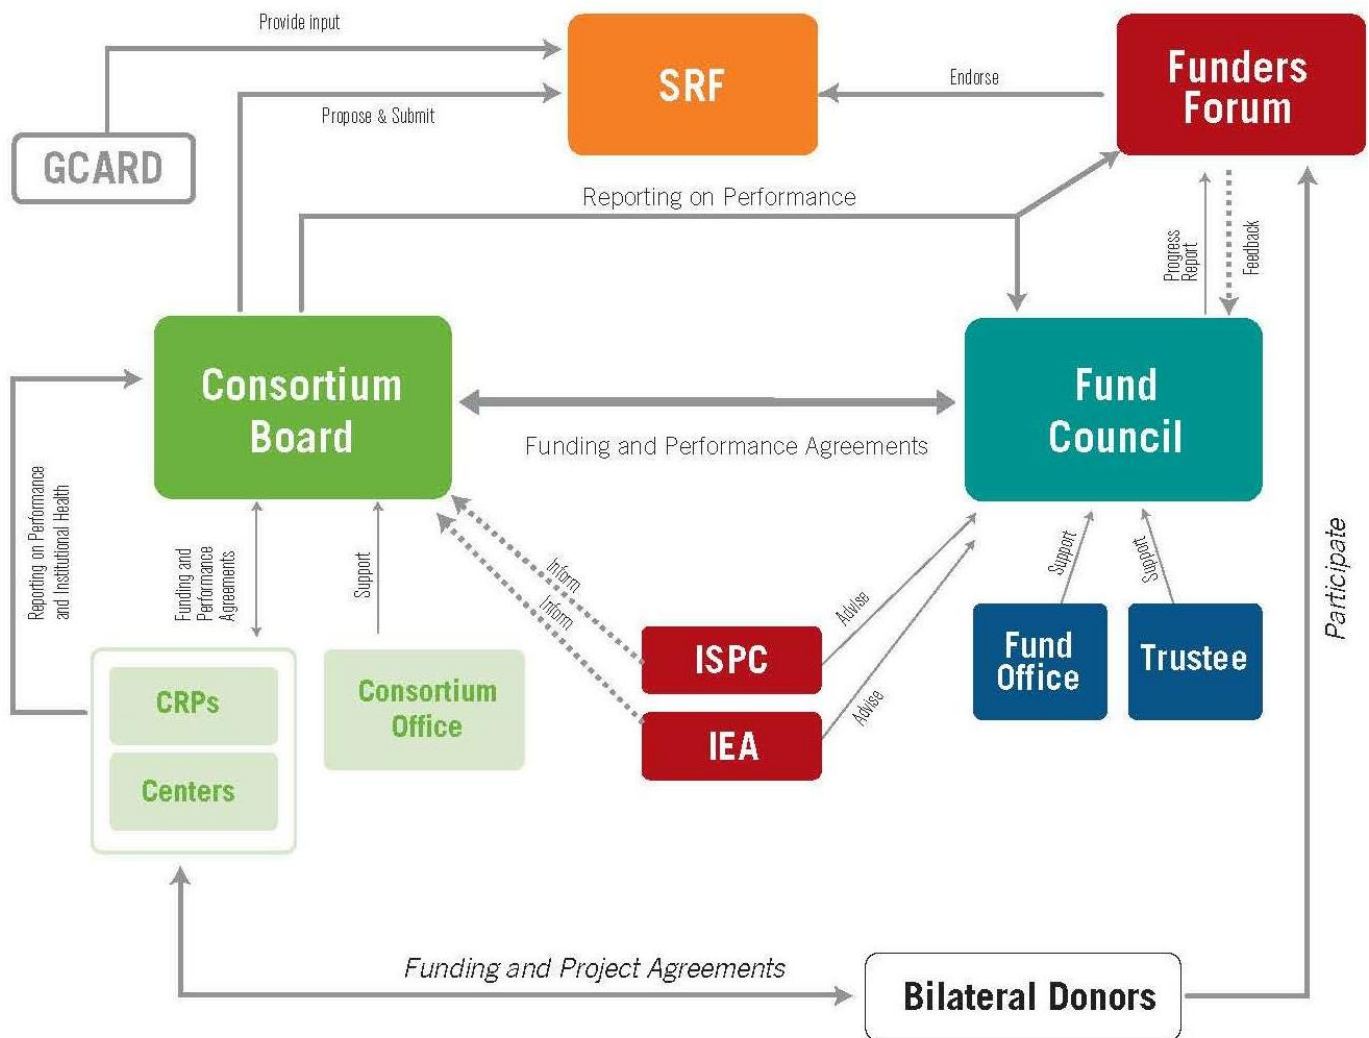 Provide input
SRF
Funders
Forum
Endorse
Propose & Submit
GCARD
Reporting on Performance
Progress
Report
Feedback
Consortium
Board
Fund
Council
Funding and Performance Agreements
Reporting on Performance
and Institutional Health
Funding and
Performance
Agreements
Support
Inform
Inform
Advise
Advise
Support
Support
Participate
ISPC
IEA
Fund
Office
Trustee
CRPs
Centers
Consortium
Office
Funding and Project Agreements
Bilateral Donors